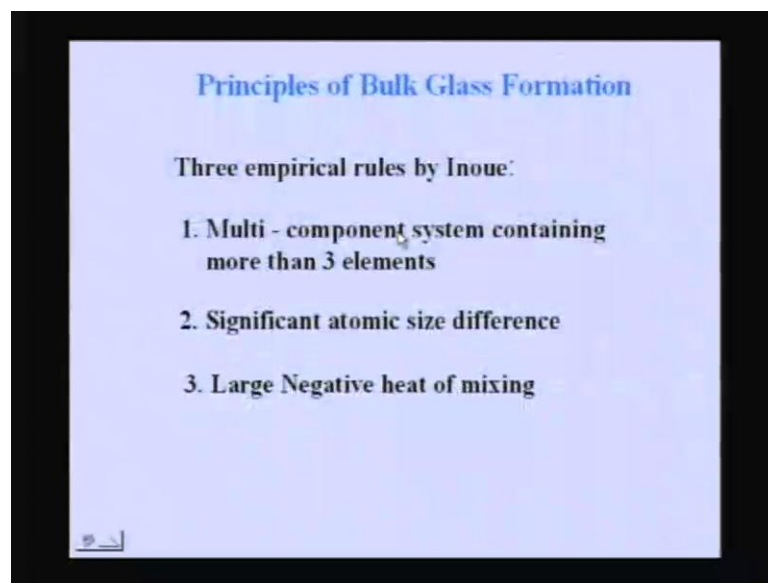 Principles of Bulk Glass Formation
Three empirical rules by Inoue:
1. Multi - component system containing
more than 3 elements
2. Significant atomic size difference
3. Large Negative heat of mixing